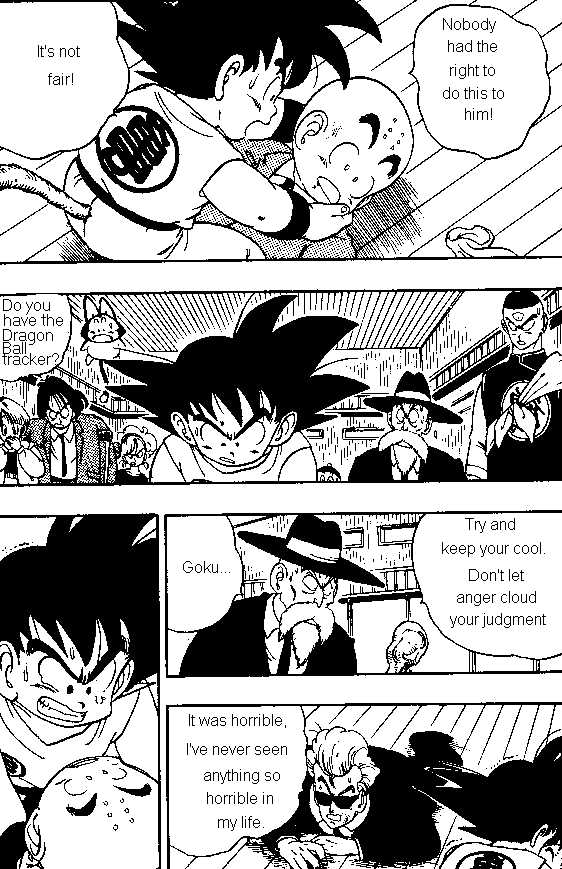 It's not
fair!
Nobody
had the
right to
do this to
him!
Do you
have the
Dragon
Ball
tracker?
Goku...
Try and
keep your cool.
Don't let
anger cloud
your judgment
It was horrible,
I've never seen
anything so
horrible in
my life.